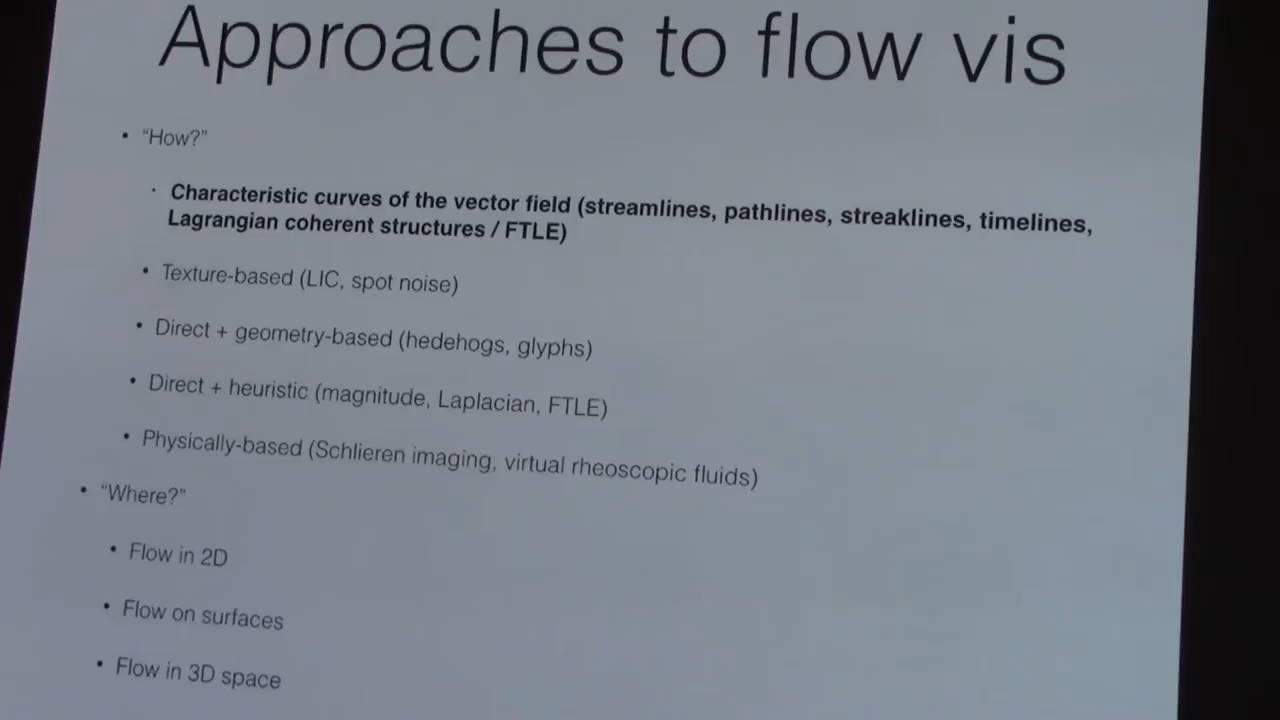 Approaches to flow vis
• “How?”
• Characteristic curves of the vector field (streamlines, pathlines, streaklines, timelines,
Lagrangian coherent structures / FTLE)
• Texture-based (LIC, spot noise)
• Direct + geometry-based (hedehogs, glyphs)
• Direct + heuristic (magnitude, Laplacian, FTLE)
• Physically-based (Schlieren imaging, virtual rheoscopic fluids)
• “Where?”
• Flow in 2D
• Flow on surfaces
• Flow in 3D space